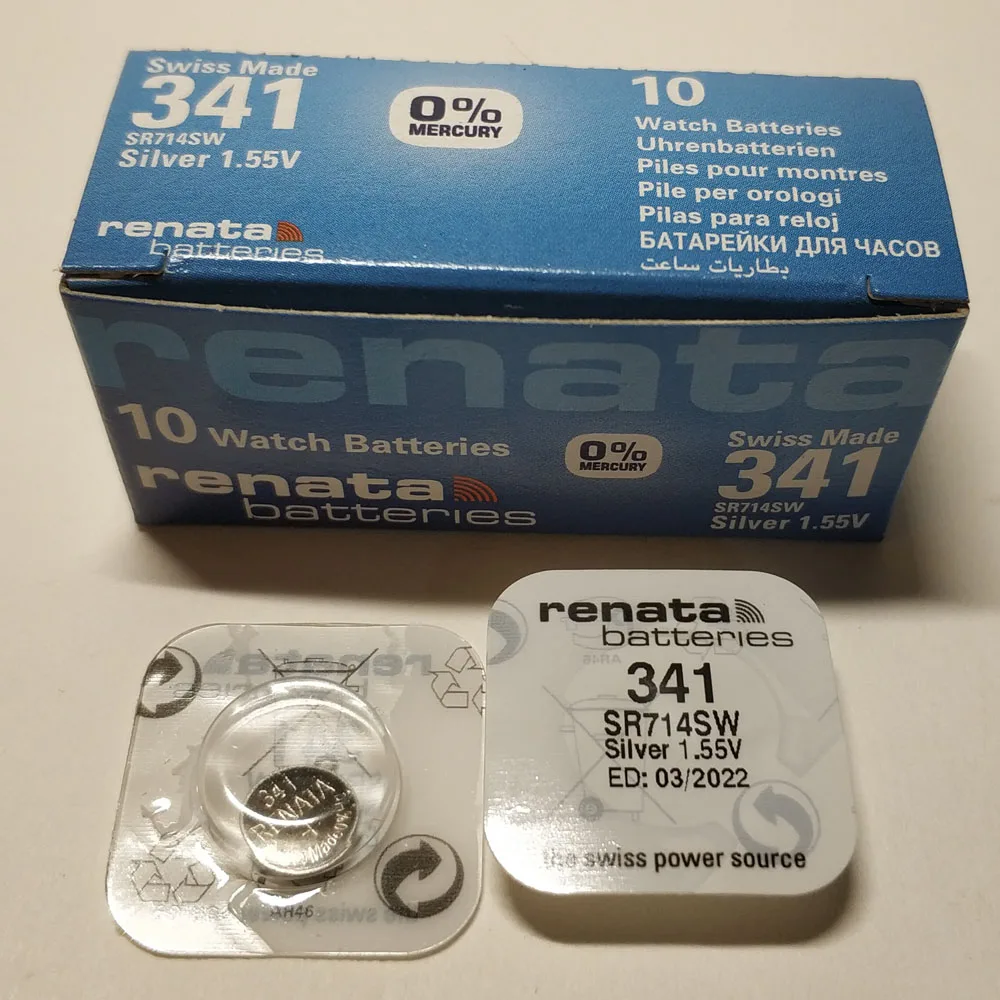 Swiss Made
341
SR714SW
Silver 1.55V
renata
batteries
0%
MERCURY
10
Watch Batteries
Uhrenbatterien
Piles pour montres
Pile per orologi
Pilas para reloj
БАТАРЕЙКИ ДЛЯ ЧАСОВ
بطاريات ساعت
renata
10 Watch Batteries
renata
batteries
0%
MERCURY
Swiss Made
341
SR714SW
Silver 1.55V
341
RENATA
+
Made
AR46
renata
batteries
341
SR714SW
Silver 1.55V
ED: 03/2022
the swiss power source